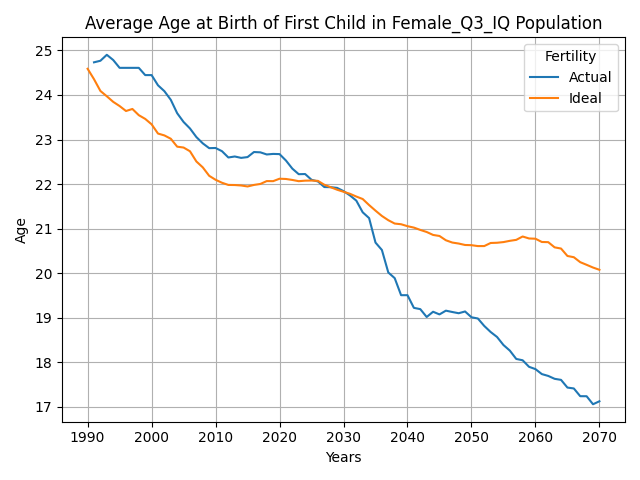 Average Age at Birth of First Child in Female_Q3_IQ Population
Fertility
Actual
Ideal
Age
25
24
23
22
21
20
19
18
17
1990 2000 2010 2020 2030 2040 2050 2060 2070
Years